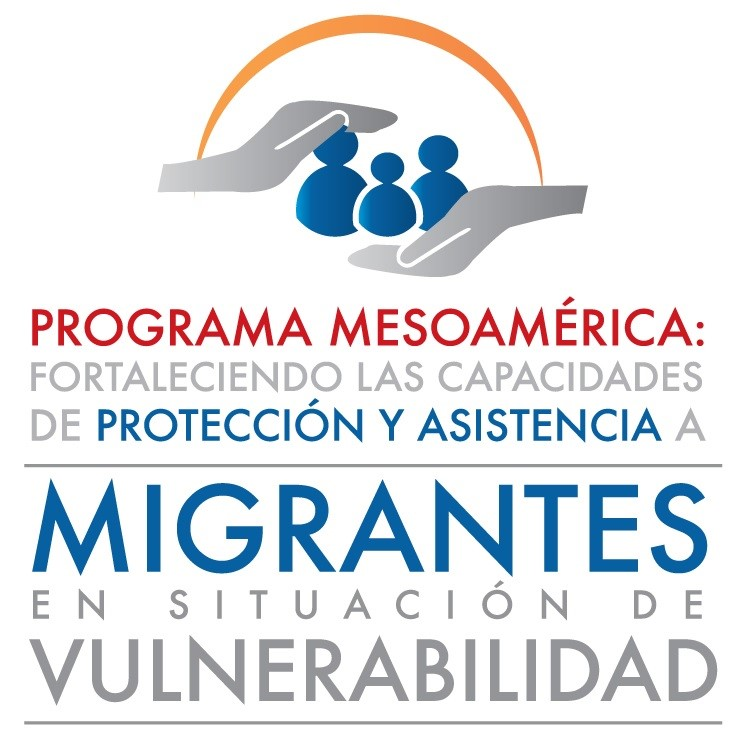 PROGRAMA MESOAMÉRICA:
FORTALECIENDO LAS CAPACIDADES
DE PROTECCIÓN Y ASISTENCIA A
MIGRANTES
EN SITUACIÓN DE
VULNERABILIDAD